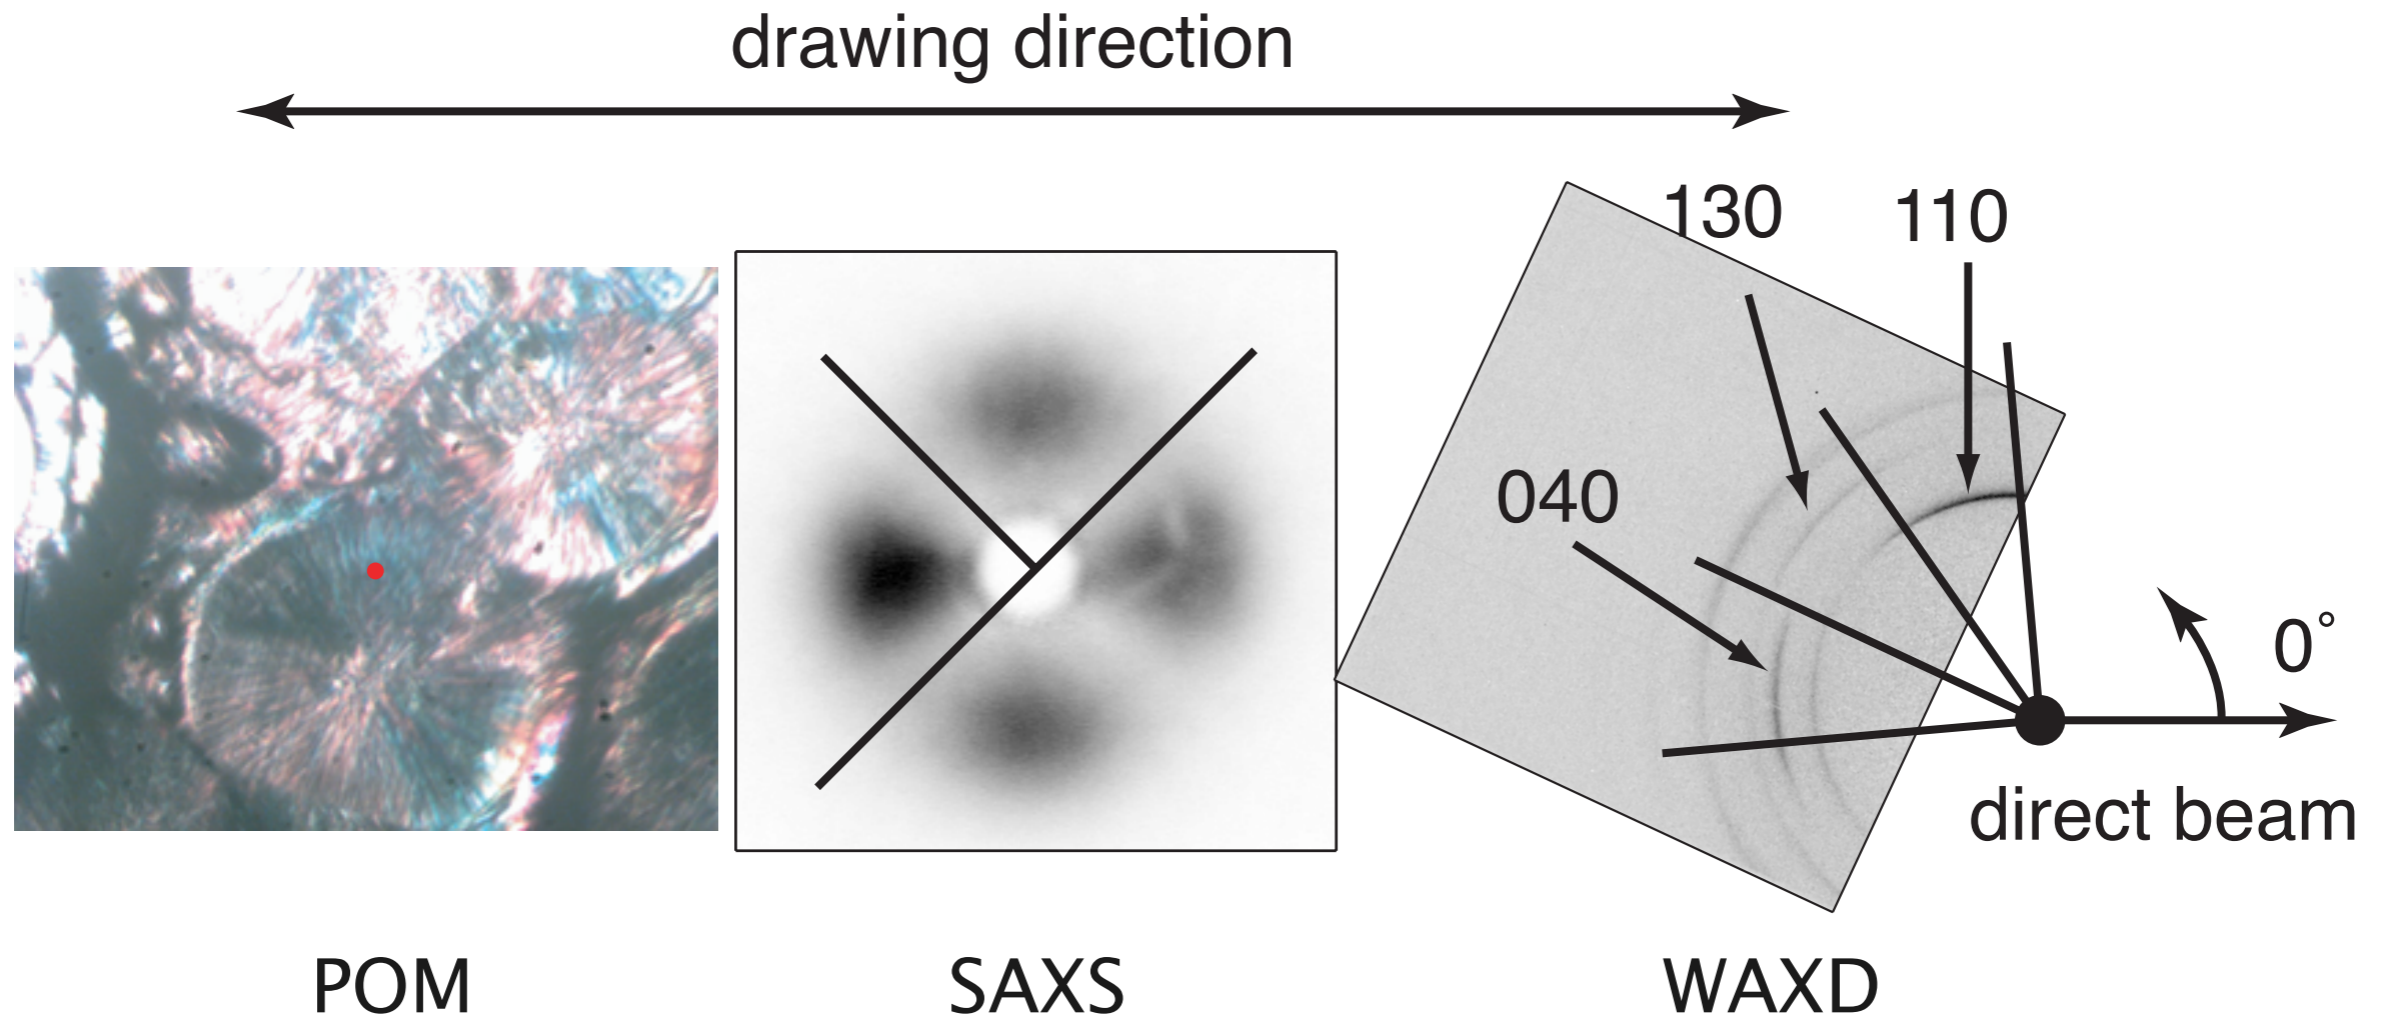 drawing direction
130
110
040
0°
direct beam
POM
SAXS
WAXD